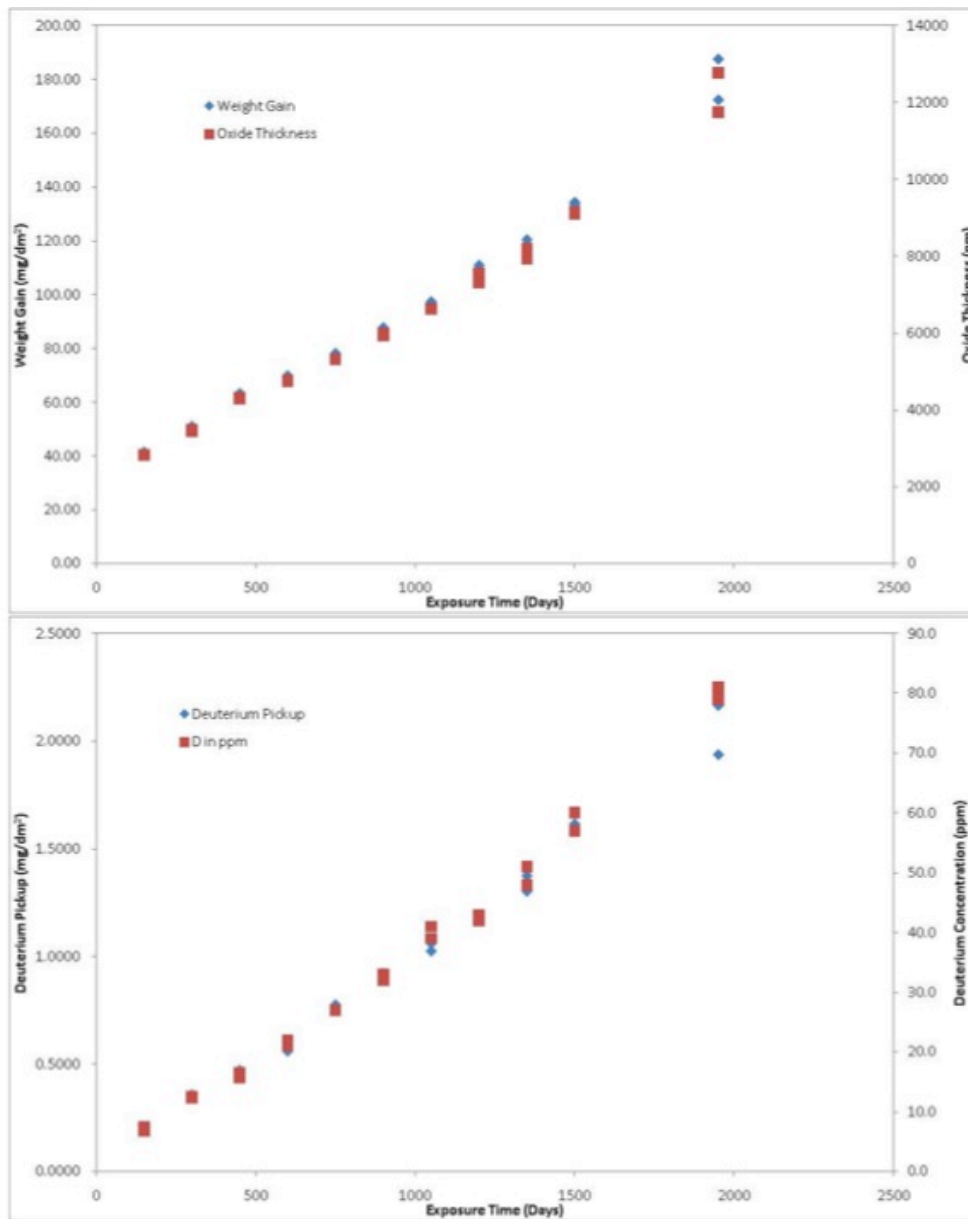 200.00
180.00
160.00
140.00
120.00
100.00
80.00
60.00
40.00
20.00
0.00
Weight Gain (mg/dm²)
Weight Gain
Oxide Thickness
14000
12000
10000
8000
6000
4000
2000
0
Oxide Thickness (nm)
0 500 1000 1500 2000 2500
Exposure Time (Days)
2.5000
2.0000
1.5000
1.0000
0.5000
0.0000
Deuterium Pickup (mg/dm²)
Deuterium Pickup
D in ppm
90.0
80.0
70.0
60.0
50.0
40.0
30.0
20.0
10.0
0.0
Deuterium Concentration (ppm)
0 500 1000 1500 2000 2500
Exposure Time (Days)